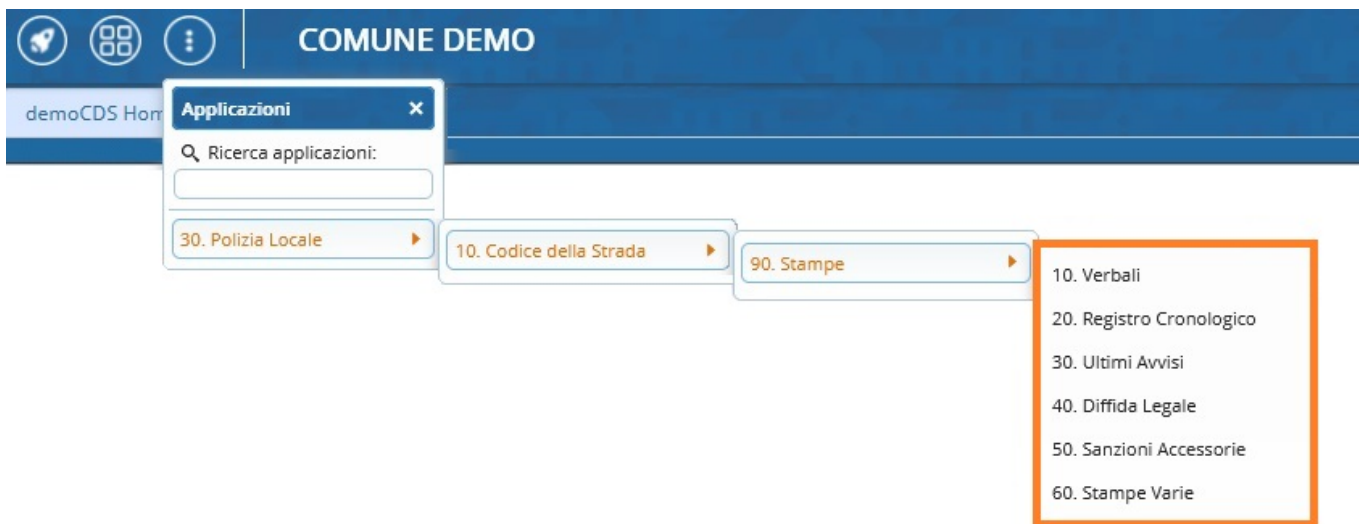 COMUNE DEMO
demoCDS Hom
Applicazioni
Ricerca applicazioni:
30. Polizia Locale
10. Codice della Strada
90. Stampe
10. Verbali
20. Registro Cronologico
30. Ultimi Avvisi
40. Diffida Legale
50. Sanzioni Accessorie
60. Stampe Varie